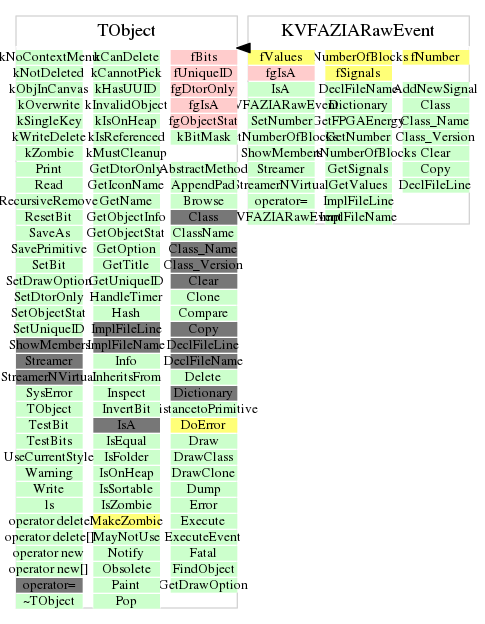 TObject
kNoContextMenu kCanDelete fBits
kNotDeleted kCannotPick fUniqueID
kObjInCanvas kHasUUID fgDtorOnly
kOverwrite kInvalidObject fgIsA
kSingleKey kIsOnHeap fgObjectStat
kWriteDelete kIsReferenced kBitMask
kZombie kMustCleanup
Print GetDtorOnly AbstractMethod
Read GetIconName AppendPad
RecursiveRemove GetName Browse
ResetBit GetObjectInfo Class
SaveAs GetObjectStat ClassName
SavePrimitive GetOption Class_Name
SetBit GetTitle Class_Version
SetDrawOption GetUniqueID Clear
SetDtorOnly HandleTimer Clone
SetObjectStat Hash Compare
SetUniqueID ImplFileLine Copy
ShowMembers ImplFileName DeclFileLine
Streamer Info DeclFileName
StreamerNVirtual InheritsFrom Delete
SysError Inspect Dictionary
TObject InvertBit istancetoPrimitive
TestBit IsA DoError
TestBits IsEqual Draw
UseCurrentStyle IsFolder DrawClass
Warning IsOnHeap DrawClone
Write IsSortable Dump
ls IsZombie Error
operator delete MakeZombie Execute
operator delete[] MayNotUse ExecuteEvent
operator new Notify Fatal
operator new[] Obsolete FindObject
operator= Paint GetDrawOption
~TObject Pop
KVFAZIARawEvent
fValues NumberOfBlocks fNumber
fgIsA fSignals
IsA DeclFileName AddNewSignal
VFAZIARawEvent Dictionary Class
SetNumber GetFPGAEnergy Class_Name
tNumberOfBlocks GetNumber Class_Version
ShowMembers NumberOfBlocks Clear
Streamer GetSignals Copy
StreamerNVirtual GetValues DeclFileLine
operator= ImplFileLine
VFAZIARawEvent ImplFileName